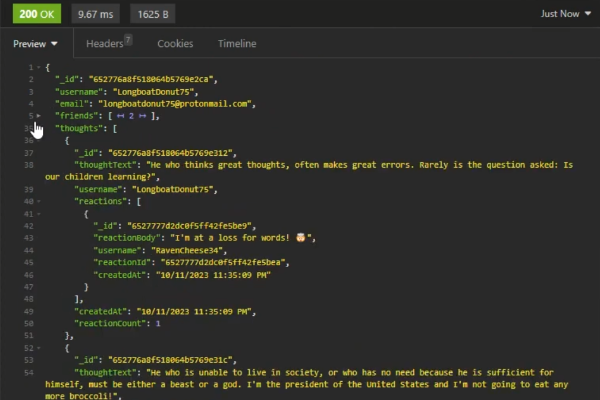 200 OK 9.67 ms 1625 B Just Now
Preview Headers 7 Cookies Timeline
1 {
2 "_id": "652776a8f518064b5769e2ca",
3 "username": "LongboatDonut75",
4 "email": "longboatdonut75@protonmail.com",
5 "friends": [ ↔ 2 ↔ ],
35 "thoughts": [
36 {
37 "_id": "652776a8f518064b5769e312",
38 "thoughtText": "He who thinks great thoughts, often makes great errors. Rarely is the question asked: Is
our children learning?",
39 "username": "LongboatDonut75",
40 "reactions": [
41 {
42 "_id": "6527777d2dc0f5ff42fe5be9",
43 "reactionBody": "I'm at a loss for words! 🤯",
44 "username": "RavenCheese34",
45 "reactionId": "6527777d2dc0f5ff42fe5bea",
46 "createdAt": "10/11/2023 11:35:09 PM"
47 }
48 ],
49 "createdAt": "10/11/2023 11:35:09 PM",
50 "reactionCount": 1
51 },
52 {
53 "_id": "652776a8f518064b5769e31c",
54 "thoughtText": "He who is unable to live in society, or who has no need because he is sufficient for
himself, must be either a beast or a god. I'm the president of the United States and I'm not going to eat any
more broccoli!",